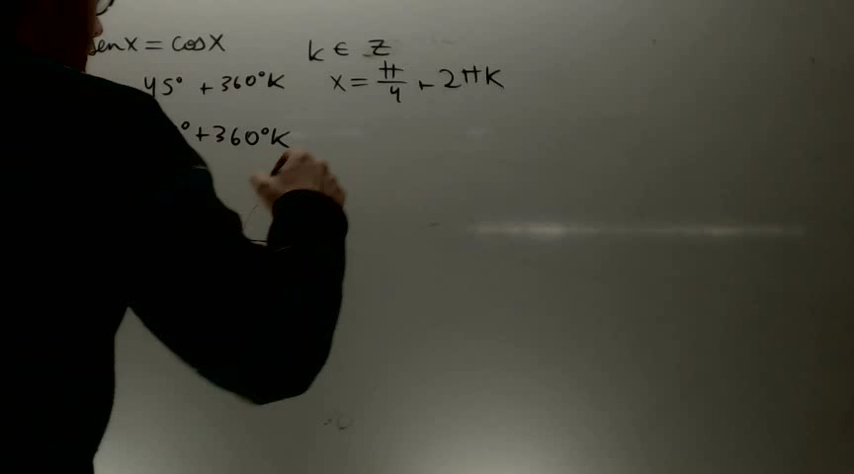 senx = cosx k ∈ Z
45° + 360°K x = π/4 + 2πK
° + 360°K